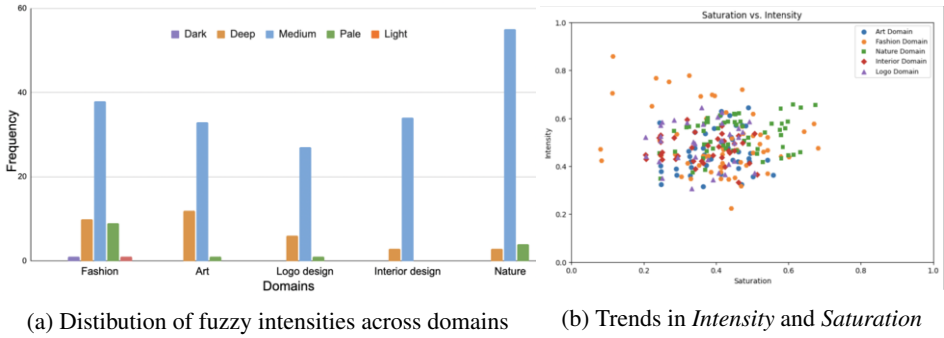 60
40
20
0
Frequency
Dark Deep Medium Pale Light
Fashion Art Logo design Interior design Nature
Domains
(a) Distibution of fuzzy intensities across domains
Saturation vs. Intensity
1.0
0.8
0.6
0.4
0.2
0.0
Intensity
Art Domain
Fashion Domain
Nature Domain
Interior Domain
Logo Domain
0.0 0.2 0.4 0.6 0.8 1.0
Saturation
(b) Trends in Intensity and Saturation